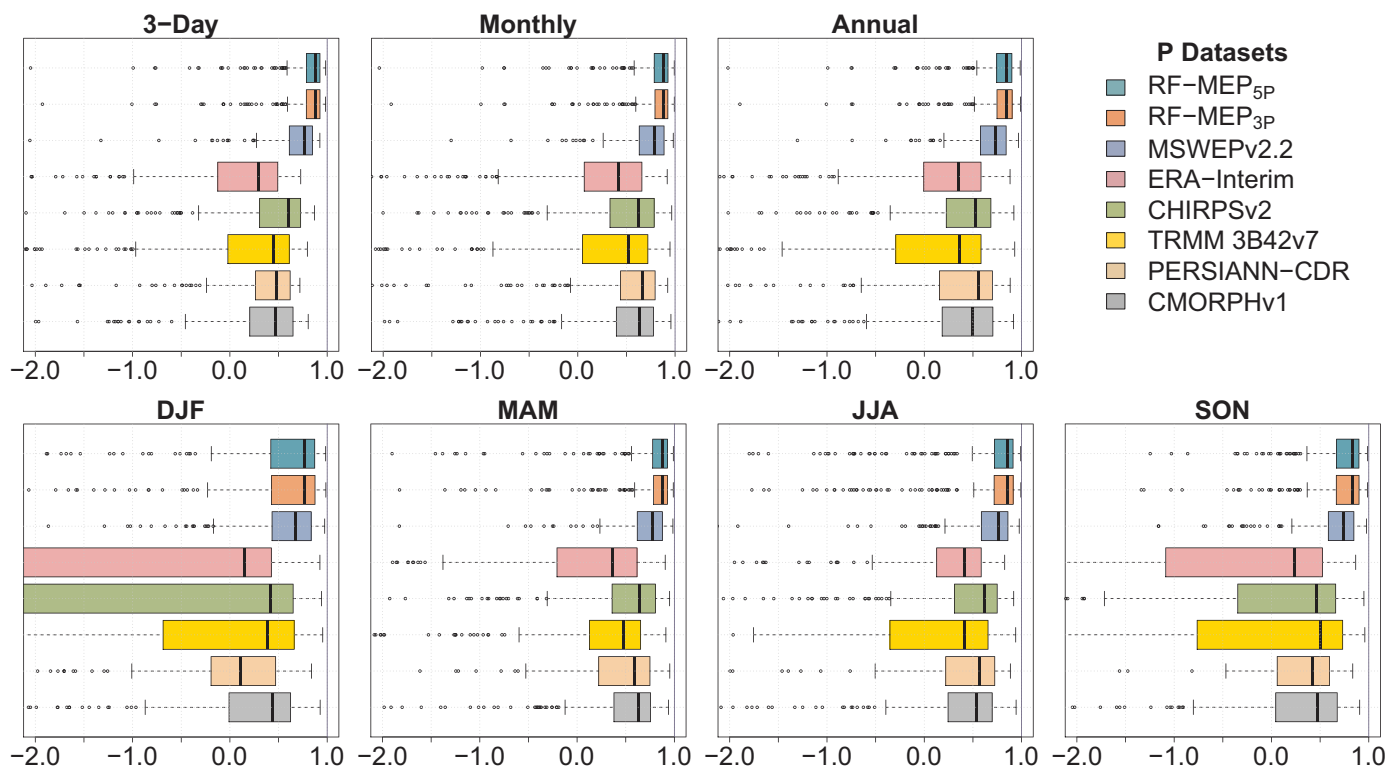 3−Day
Monthly
Annual
P Datasets
RF−MEP5P
RF−MEP3P
MSWEPv2.2
ERA−Interim
CHIRPSv2
TRMM 3B42v7
PERSIANN−CDR
CMORPHv1
−2.0 −1.0 0.0 1.0
−2.0 −1.0 0.0 1.0
−2.0 −1.0 0.0 1.0
DJF
MAM
JJA
SON
−2.0 −1.0 0.0 1.0
−2.0 −1.0 0.0 1.0
−2.0 −1.0 0.0 1.0
−2.0 −1.0 0.0 1.0